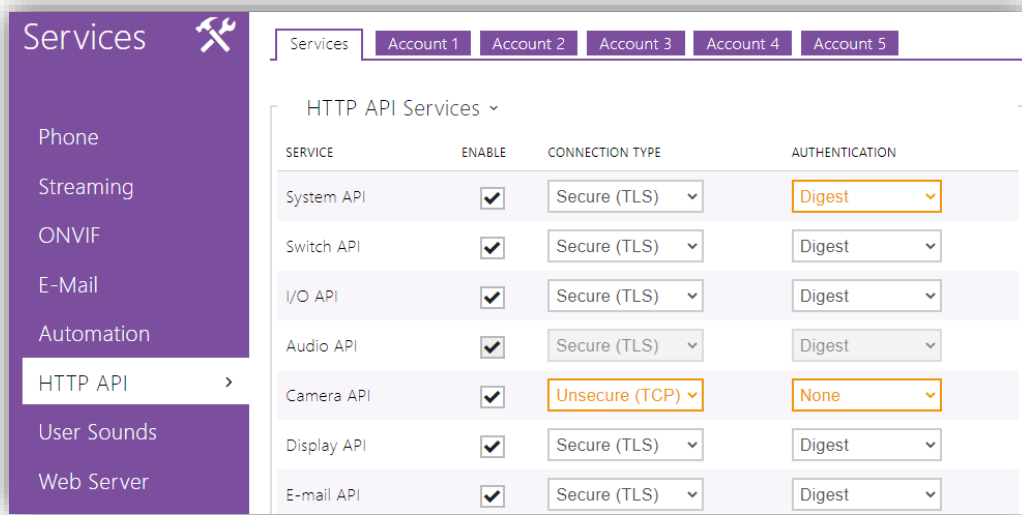 Services
Phone
Streaming
ONVIF
E-Mail
Automation
HTTP API
User Sounds
Web Server
Services Account 1 Account 2 Account 3 Account 4 Account 5
HTTP API Services
SERVICE ENABLE CONNECTION TYPE AUTHENTICATION
System API Secure (TLS) Digest
Switch API Secure (TLS) Digest
I/O API Secure (TLS) Digest
Audio API Secure (TLS) Digest
Camera API Unsecure (TCP) None
Display API Secure (TLS) Digest
E-mail API Secure (TLS) Digest